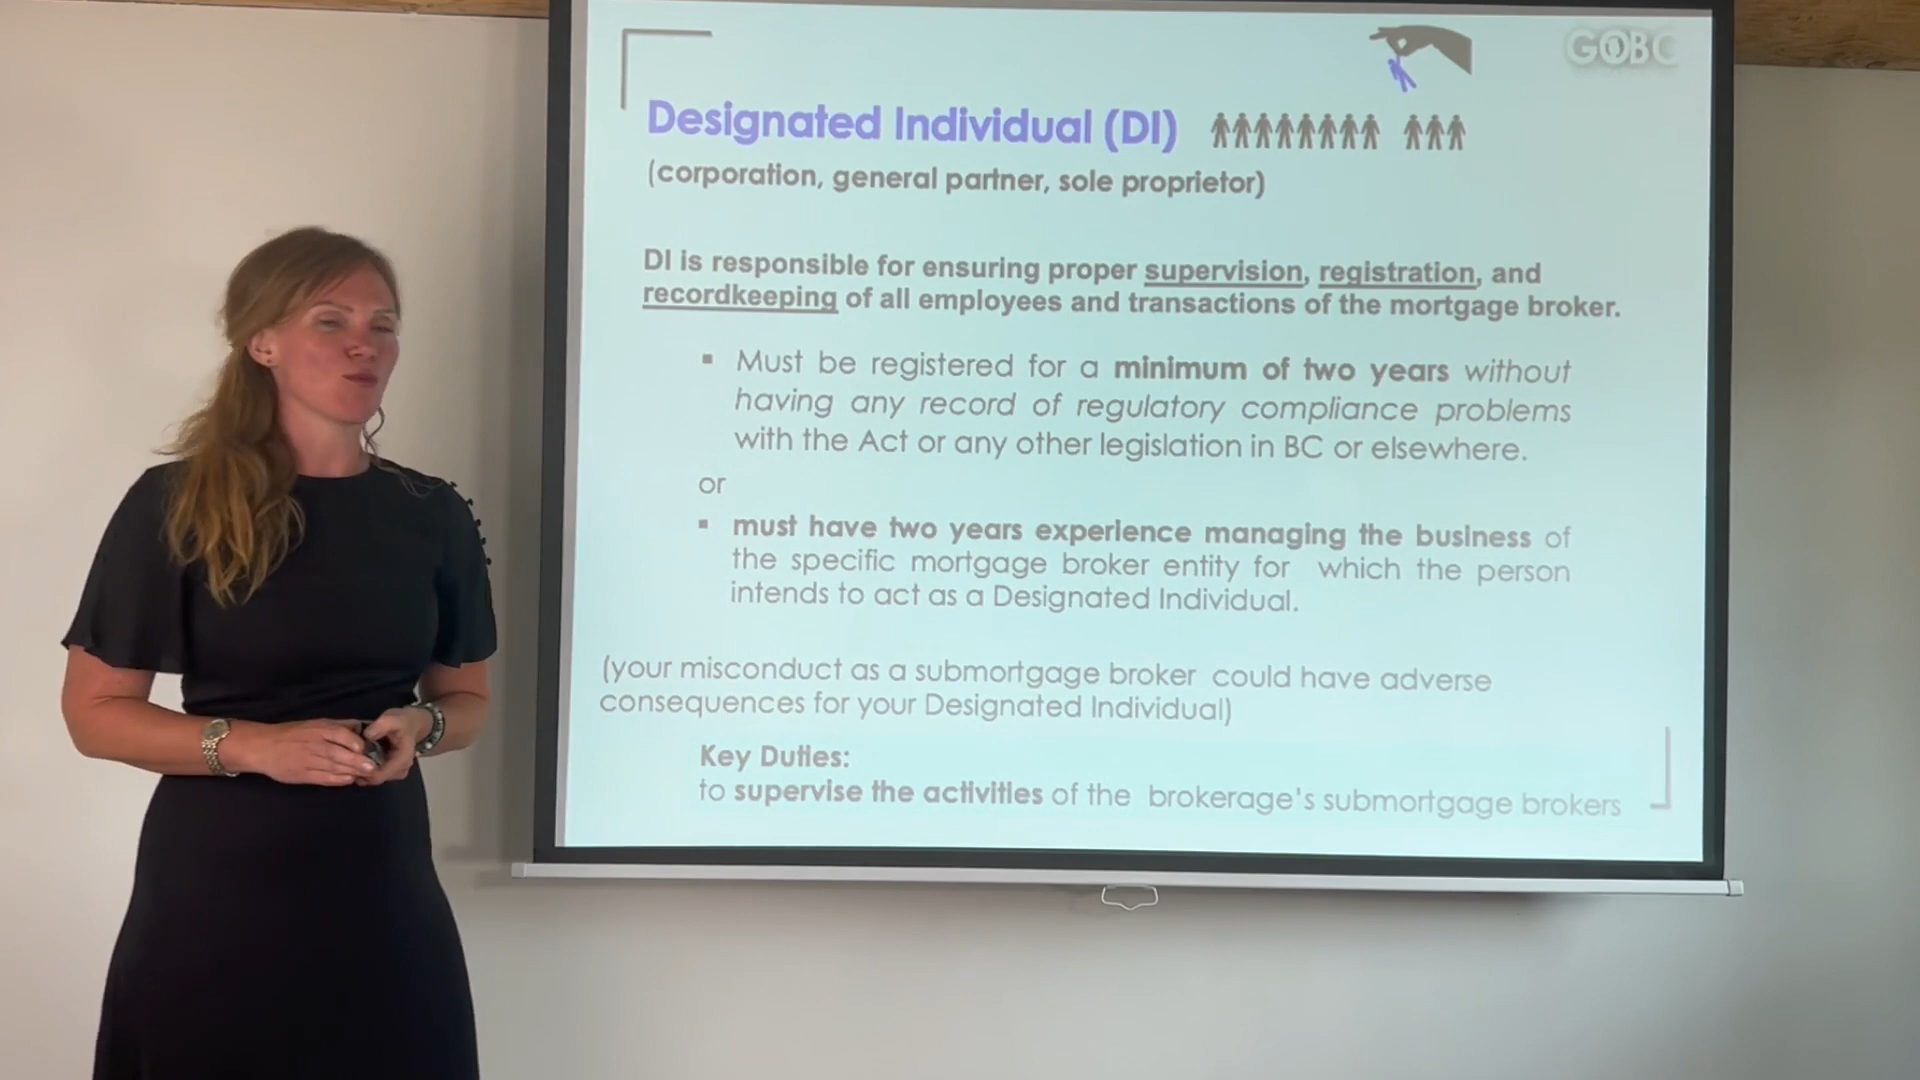 GOBC
Designated Individual (DI)
(corporation, general partner, sole proprietor)
DI is responsible for ensuring proper supervision, registration, and
recordkeeping of all employees and transactions of the mortgage broker.
▪ Must be registered for a minimum of two years without
having any record of regulatory compliance problems
with the Act or any other legislation in BC or elsewhere.
or
▪ must have two years experience managing the business of
the specific mortgage broker entity for which the person
intends to act as a Designated Individual.
(your misconduct as a submortgage broker could have adverse
consequences for your Designated Individual)
Key Duties:
to supervise the activities of the brokerage's submortgage brokers